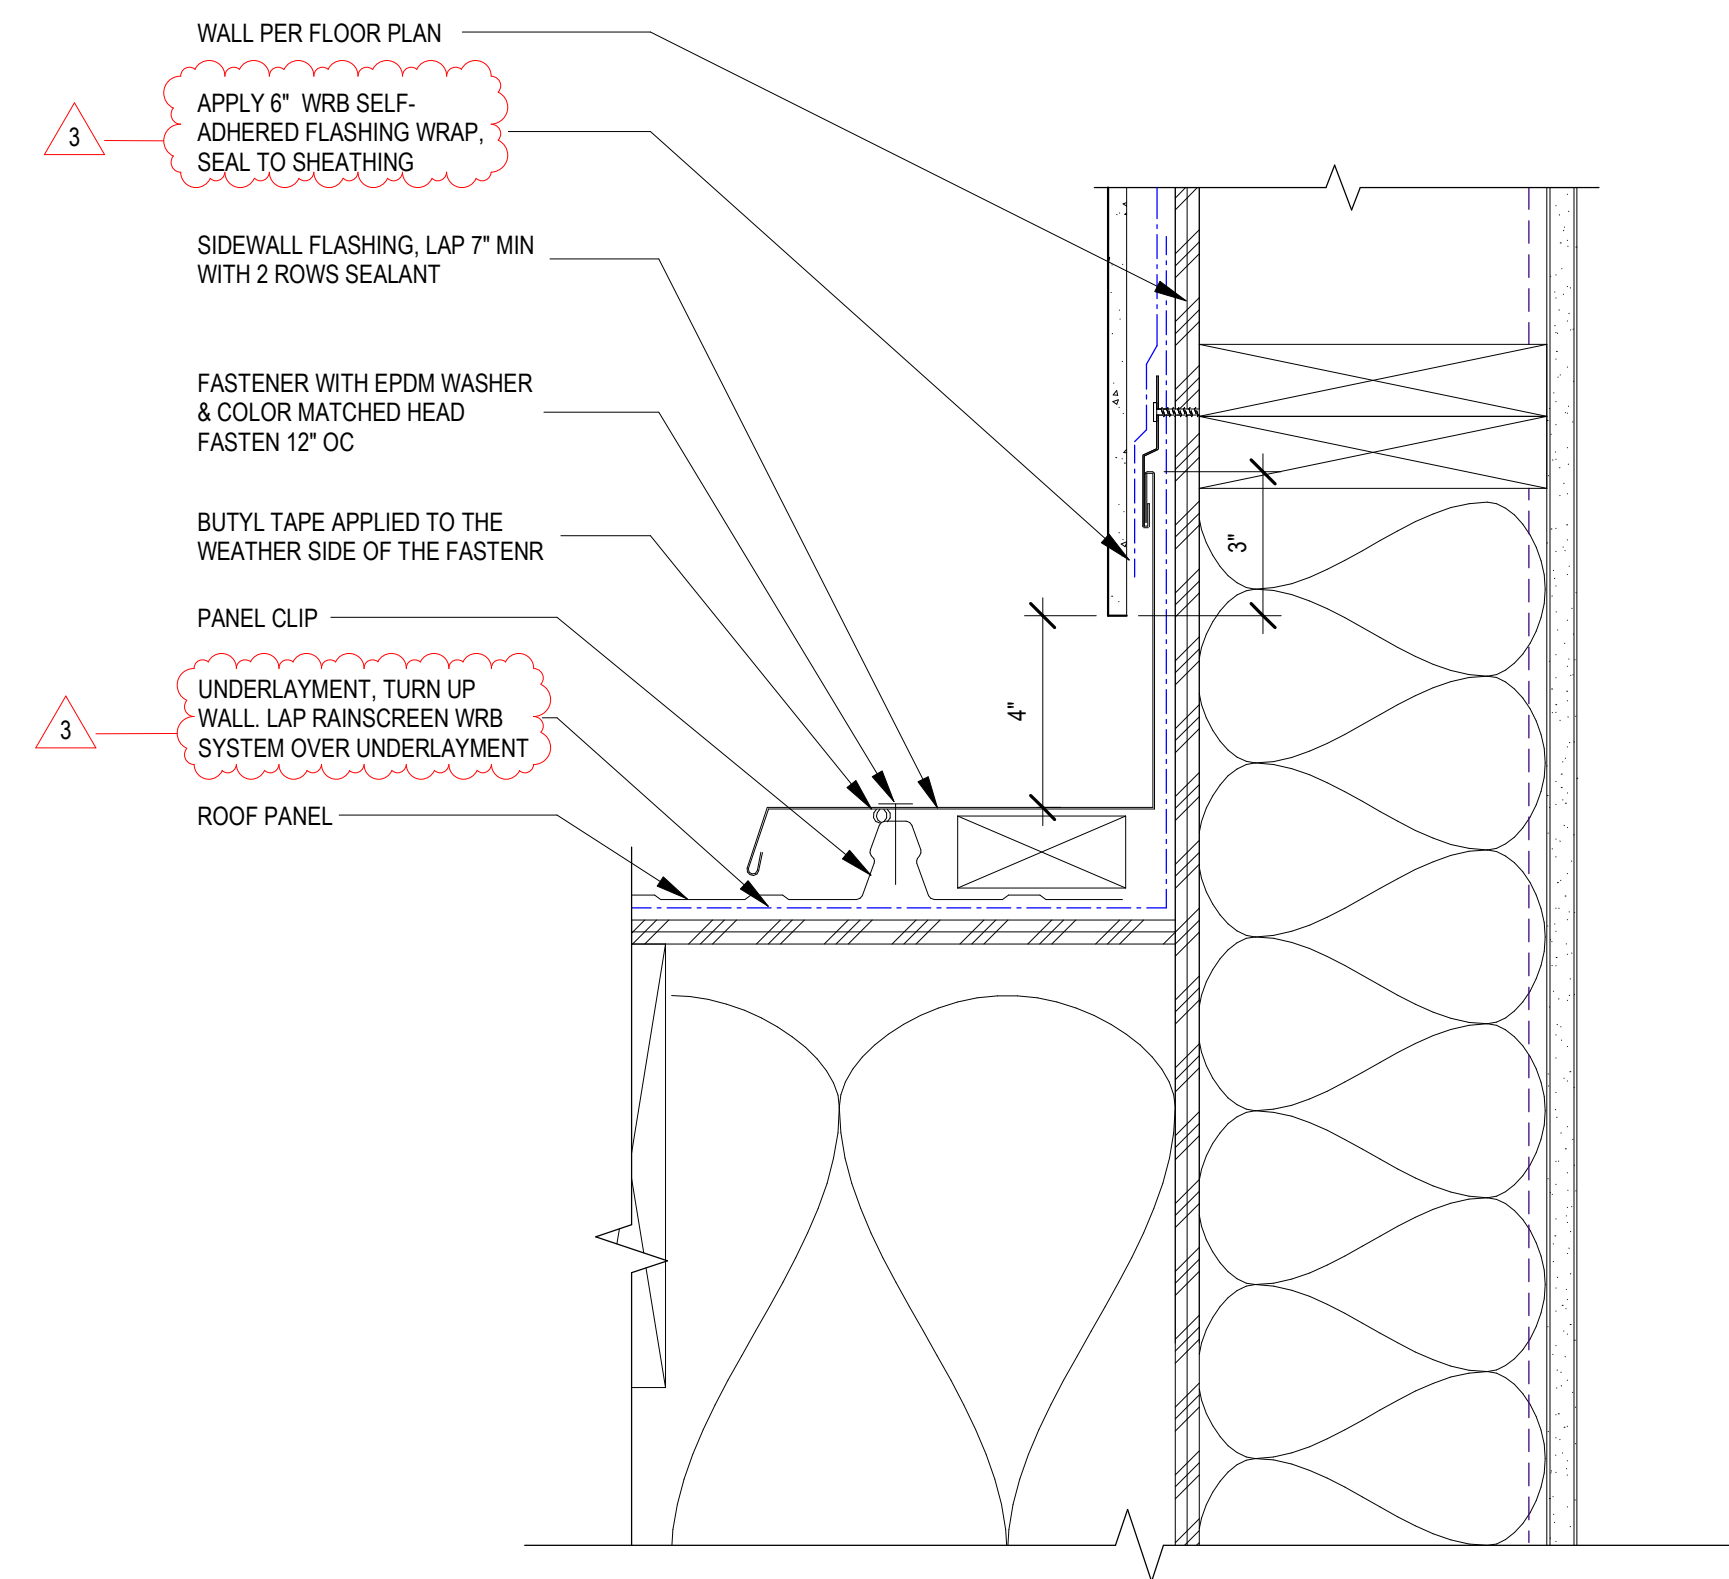 WALL PER FLOOR PLAN
APPLY 6" WRB SELF-
ADHERED FLASHING WRAP,
SEAL TO SHEATHING
3
SIDEWALL FLASHING, LAP 7" MIN
WITH 2 ROWS SEALANT
FASTENER WITH EPDM WASHER
& COLOR MATCHED HEAD
FASTEN 12" OC
BUTYL TAPE APPLIED TO THE
WEATHER SIDE OF THE FASTENR
PANEL CLIP
UNDERLAYMENT, TURN UP
WALL. LAP RAINSCREEN WRB
SYSTEM OVER UNDERLAYMENT
3
ROOF PANEL
3"
4"